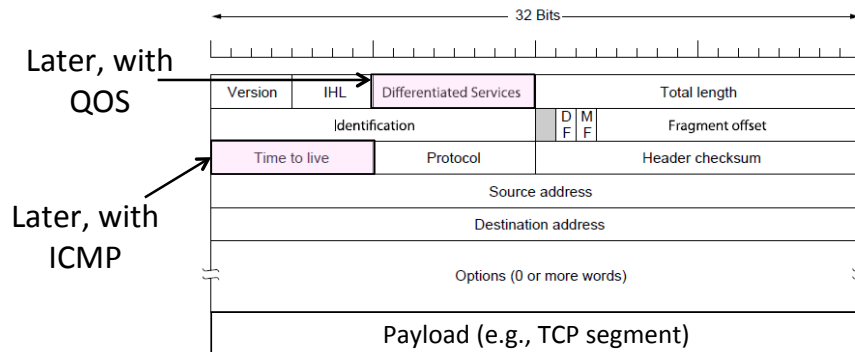 32 Bits
Later, with
QOS
Version IHL Differentiated Services Total length
Identification D F M F Fragment offset
Time to live Protocol Header checksum
Later, with
ICMP
Source address
Destination address
Options (0 or more words)
Payload (e.g., TCP segment)